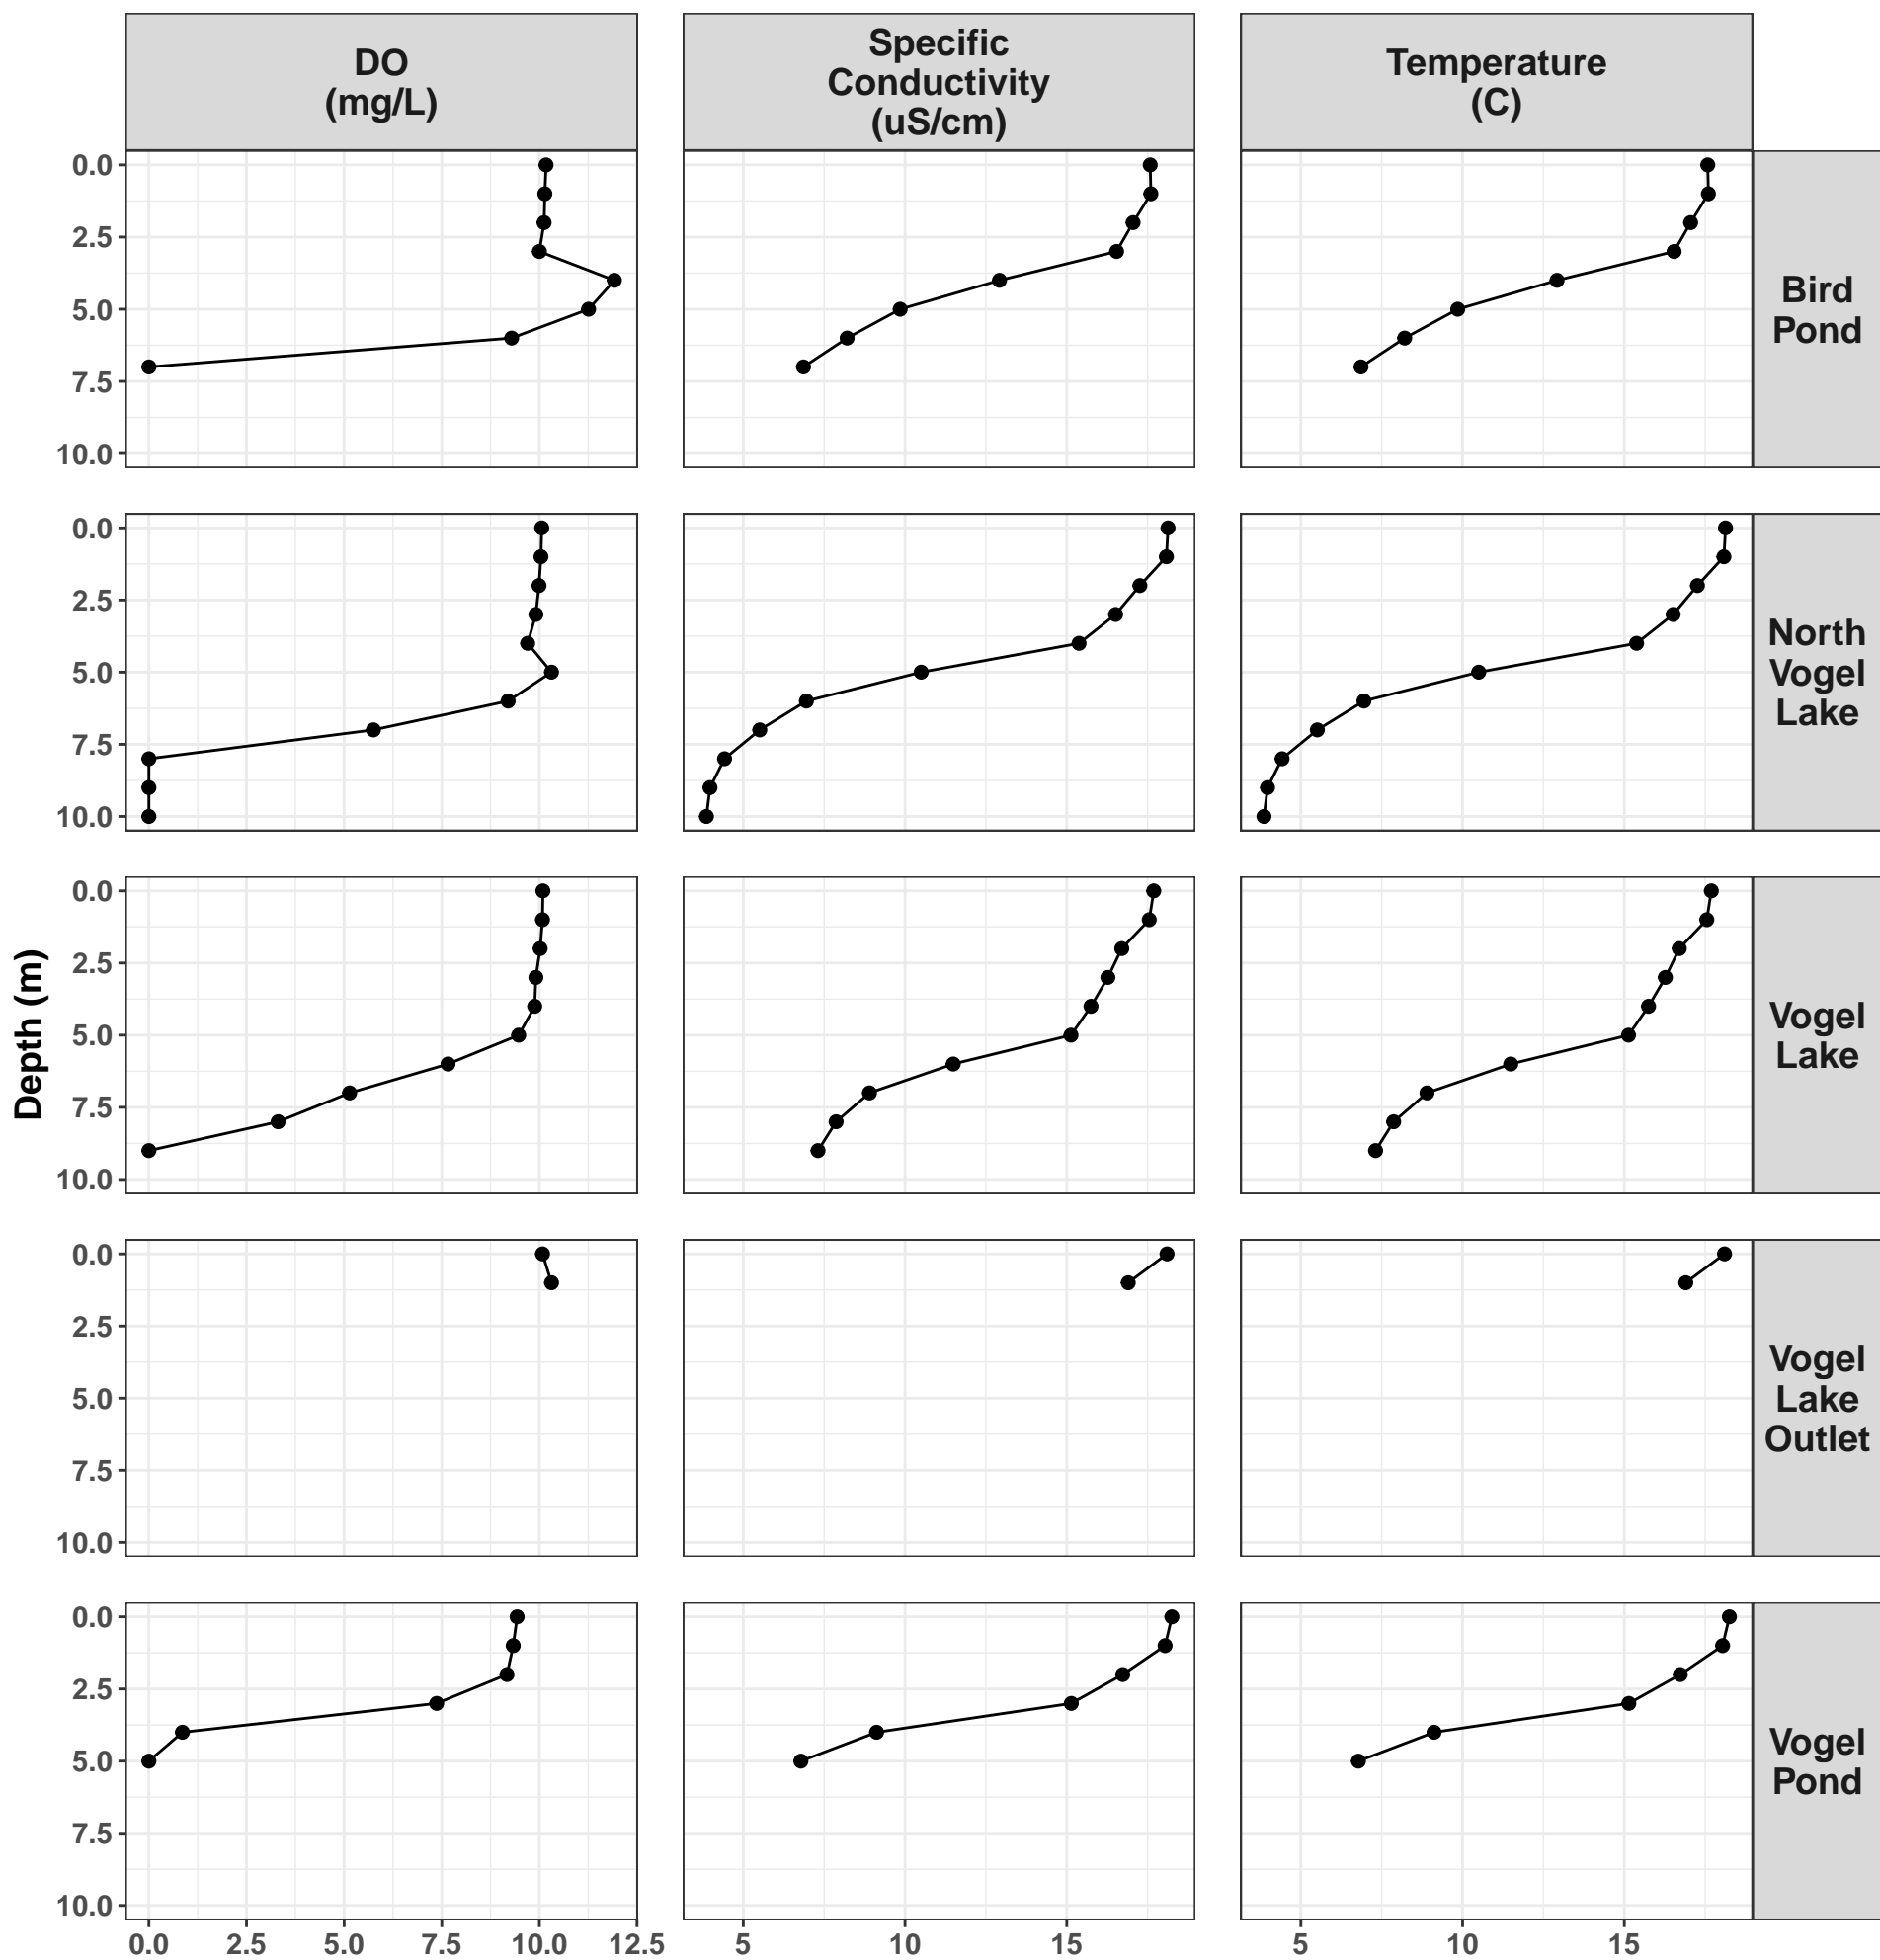 DO
(mg/L)
Specific
Conductivity
(uS/cm)
Temperature
(C)
0.0
2.5
5.0
7.5
10.0
Bird
Pond
0.0
2.5
5.0
7.5
10.0
North
Vogel
Lake
Depth (m)
0.0
2.5
5.0
7.5
10.0
Vogel
Lake
0.0
2.5
5.0
7.5
10.0
Vogel
Lake
Outlet
0.0
2.5
5.0
7.5
10.0
Vogel
Pond
0.0 2.5 5.0 7.5 10.0 12.5 5 10 15 5 10 15